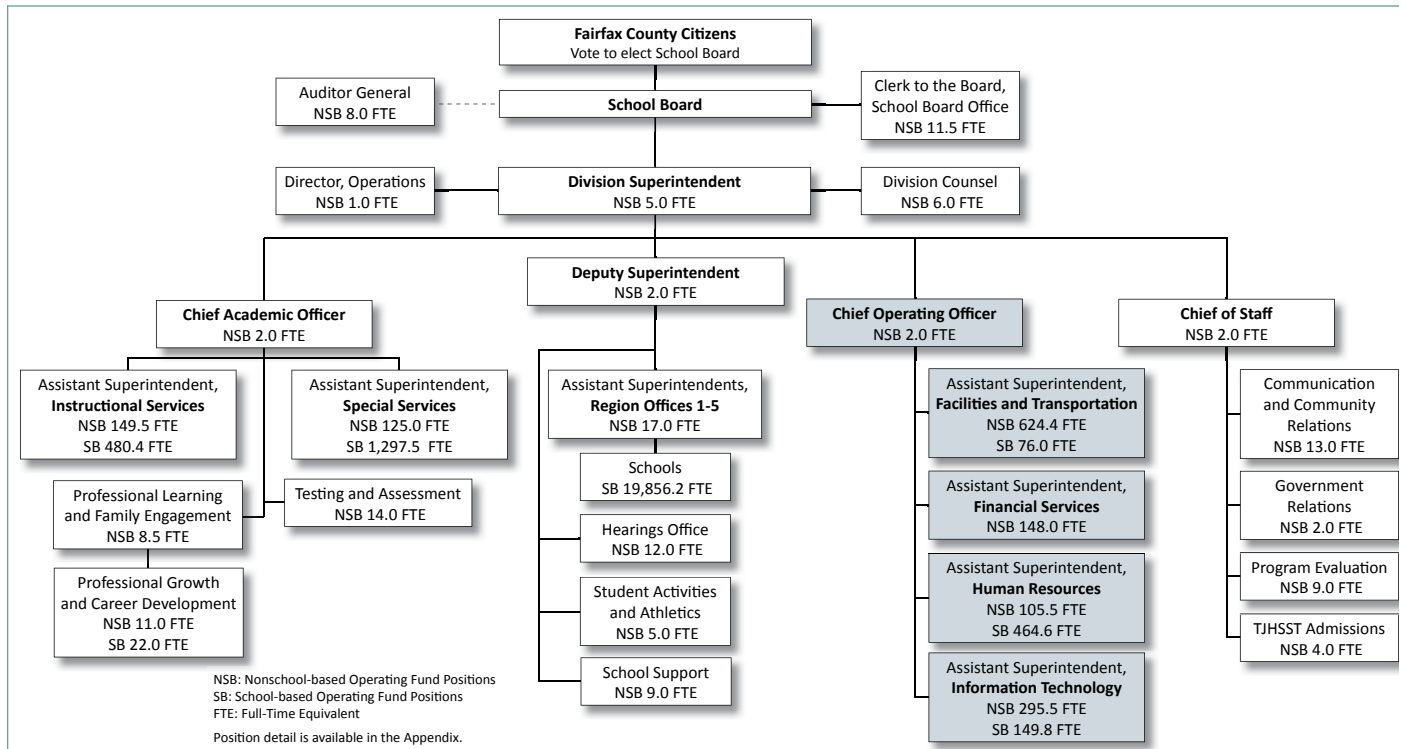 Fairfax County Citizens
Vote to elect School Board
Auditor General
NSB 8.0 FTE
School Board
Clerk to the Board,
School Board Office
NSB 11.5 FTE
Director, Operations
NSB 1.0 FTE
Division Superintendent
NSB 5.0 FTE
Division Counsel
NSB 6.0 FTE
Deputy Superintendent
NSB 2.0 FTE
Chief Academic Officer
NSB 2.0 FTE
Chief Operating Officer
NSB 2.0 FTE
Chief of Staff
NSB 2.0 FTE
Assistant Superintendent,
Instructional Services
NSB 149.5 FTE
SB 480.4 FTE
Assistant Superintendent,
Special Services
NSB 125.0 FTE
SB 1,297.5 FTE
Professional Learning
and Family Engagement
NSB 8.5 FTE
Testing and Assessment
NSB 14.0 FTE
Professional Growth
and Career Development
NSB 11.0 FTE
SB 22.0 FTE
Assistant Superintendents,
Region Offices 1-5
NSB 17.0 FTE
Schools
SB 19,856.2 FTE
Hearings Office
NSB 12.0 FTE
Student Activities
and Athletics
NSB 5.0 FTE
School Support
NSB 9.0 FTE
Assistant Superintendent,
Facilities and Transportation
NSB 624.4 FTE
SB 76.0 FTE
Assistant Superintendent,
Financial Services
NSB 148.0 FTE
Assistant Superintendent,
Human Resources
NSB 105.5 FTE
SB 464.6 FTE
Assistant Superintendent,
Information Technology
NSB 295.5 FTE
SB 149.8 FTE
Communication
and Community
Relations
NSB 13.0 FTE
Government
Relations
NSB 2.0 FTE
Program Evaluation
NSB 9.0 FTE
TJHSST Admissions
NSB 4.0 FTE
NSB: Nonschool-based Operating Fund Positions
SB: School-based Operating Fund Positions
FTE: Full-Time Equivalent
Position detail is available in the Appendix.